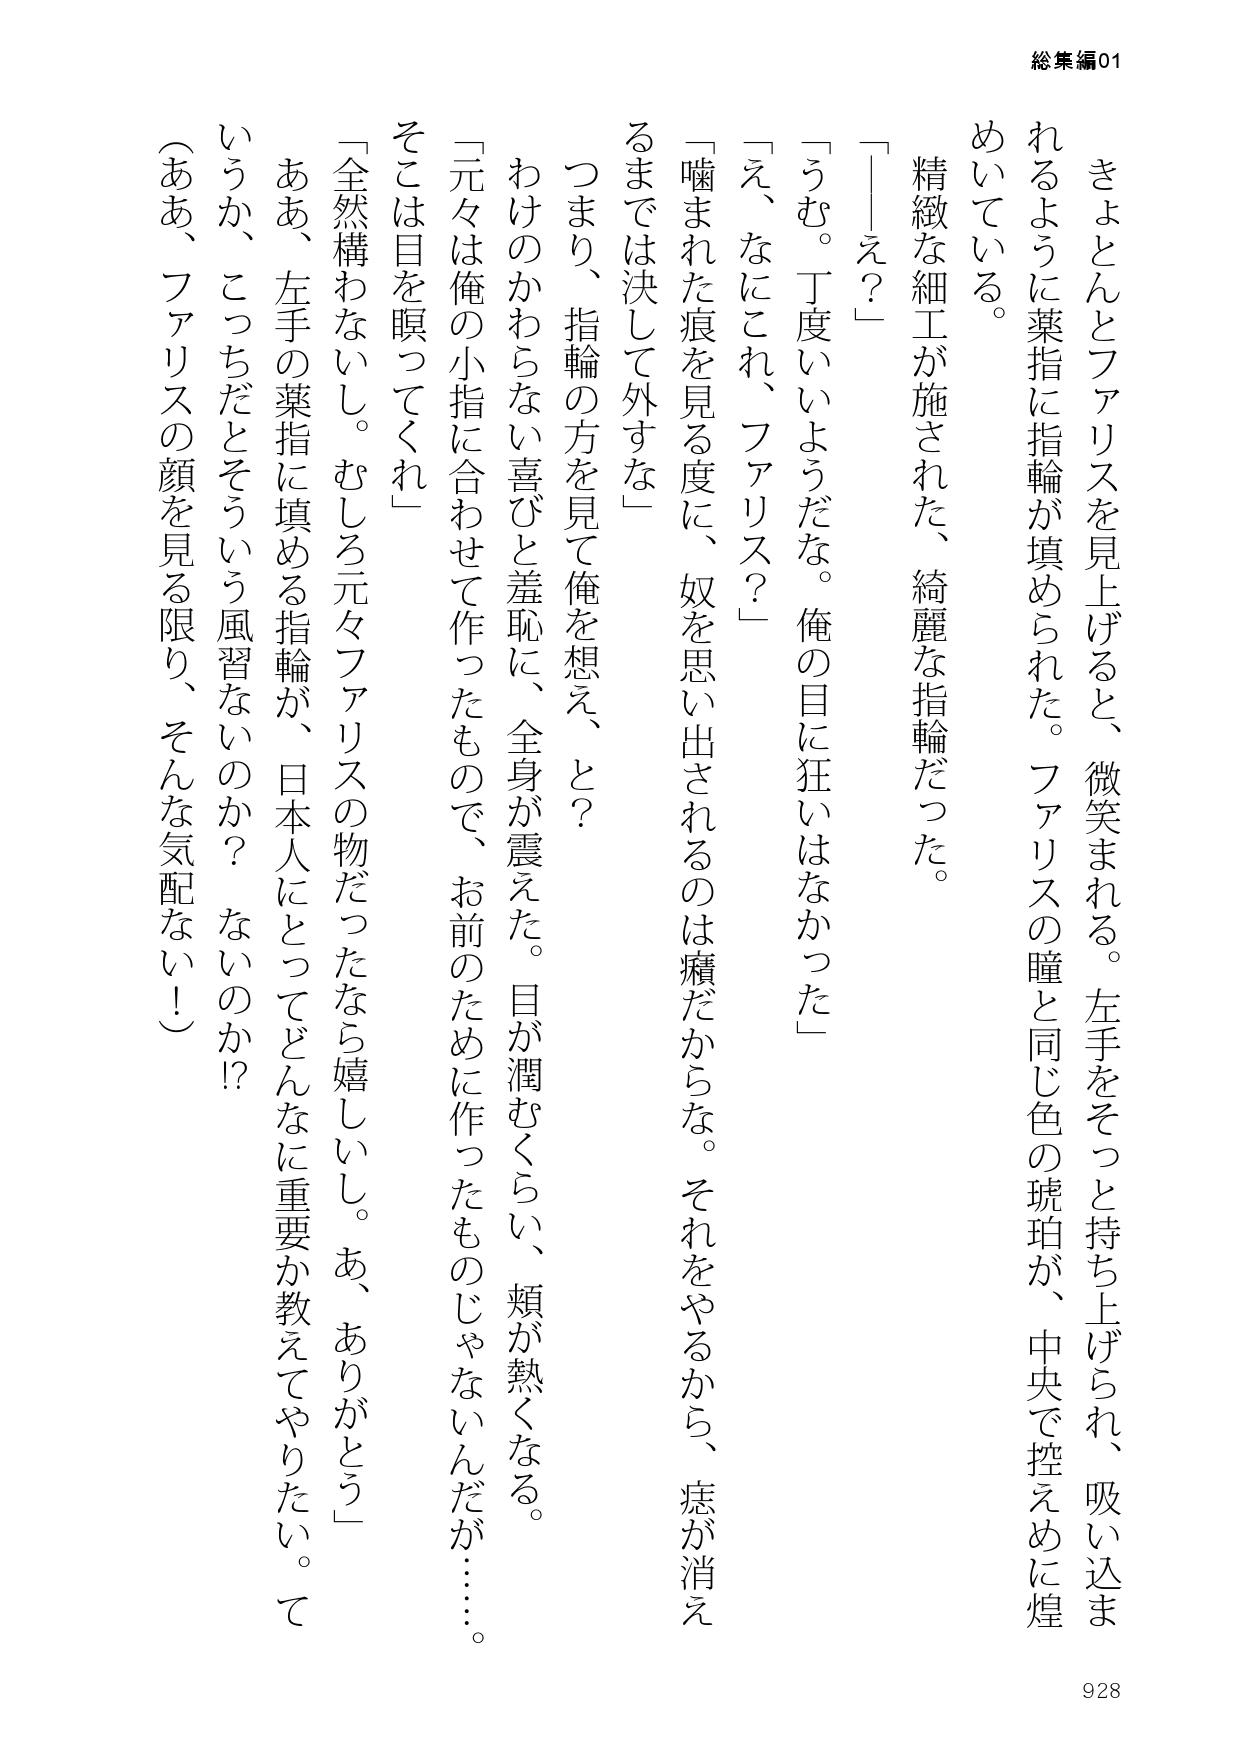 総集編01
　きょとんとファリスを見上げると、微笑まれる。左手をそっと持ち上げられ、吸い込ま
れるように薬指に指輪が填められた。ファリスの瞳と同じ色の琥珀が、中央で控えめに煌
めいている。
　精緻な細工が施された、綺麗な指輪だった。
「――え？」
「うむ。丁度いいようだな。俺の目に狂いはなかった」
「え、なにこれ、ファリス？」
「噛まれた痕を見る度に、奴を思い出されるのは癪だからな。それをやるから、痣が消え
るまでは決して外すな」
　つまり、指輪の方を見て俺を想え、と？
　わけのかわらない喜びと羞恥に、全身が震えた。目が潤むくらい、頬が熱くなる。
「元々は俺の小指に合わせて作ったもので、お前のために作ったものじゃないんだが……。
そこは目を瞑ってくれ」
「全然構わないし。むしろ元々ファリスの物だったなら嬉しいし。あ、ありがとう」
　ああ、左手の薬指に填める指輪が、日本人にとってどんなに重要か教えてやりたい。て
いうか、こっちだとそういう風習ないのか？　ないのか!?
（ああ、ファリスの顔を見る限り、そんな気配ない！）
928